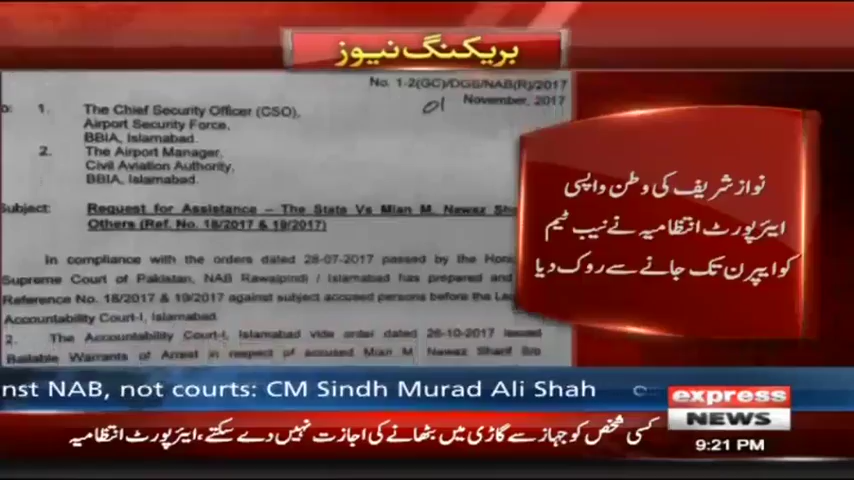 بریکنگ نیوز
No. 1-2(GC)/DGB/NAB(R)/2017
01 November, 2017
1. The Chief Security Officer (CSO),
Airport Security Force,
BBIA, Islamabad.
2. The Airport Manager,
Civil Aviation Authority,
BBIA, Islamabad.
Subject: Request for Assistance – The State Vs Mian M. Nawaz
Others (Ref. No. 18/2017 & 19/2017)
In compliance with the orders dated 28-07-2017 passed by the
Supreme Court of Pakistan, NAB Rawalpindi / Islamabad has prepared and
Reference No. 18/2017 & 19/2017 against subject accused persons before the
Accountability Court-I, Islamabad.
2. The Accountability Court-I, Islamabad vide order dated 26-10-2017 issued
Bailable Warrants of Arrest in respect of accused Mian M. Nawaz Sharif S/o
نواز شریف کی وطن واپسی
ایئرپورٹ انتظامیہ نے نیب ٹیم
کو ایپرن تک جانے سے روک دیا
nst NAB, not courts: CM Sindh Murad Ali Shah
express
NEWS
9:21 PM
کسی شخص کو جہاز سے گاڑی میں بٹھانے کی اجازت نہیں دے سکتے، ایئرپورٹ انتظامیہ